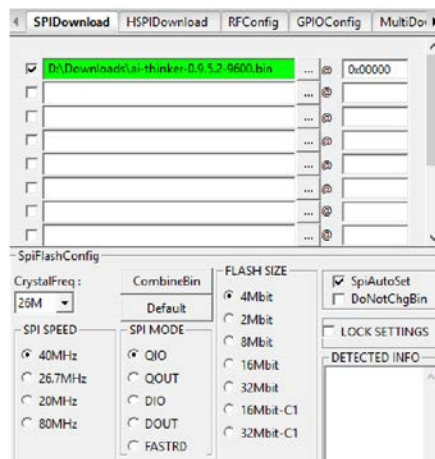 SPIDownload HSPIDownload RFConfig GPIOConfig MultiDo
D:\Downloads\ai-thinker-0.9.5.2-9600.bin ... @ 0x00000
... @
... @
... @
... @
... @
... @
... @
SpiFlashConfig
CrystalFreq :
26M
CombineBin
Default
SPI SPEED
40MHz
26.7MHz
20MHz
80MHz
SPI MODE
QIO
QOUT
DIO
DOUT
FASTRD
FLASH SIZE
4Mbit
2Mbit
8Mbit
16Mbit
32Mbit
16Mbit-C1
32Mbit-C1
SpiAutoSet
DoNotChgBin
LOCK SETTINGS
DETECTED INFO